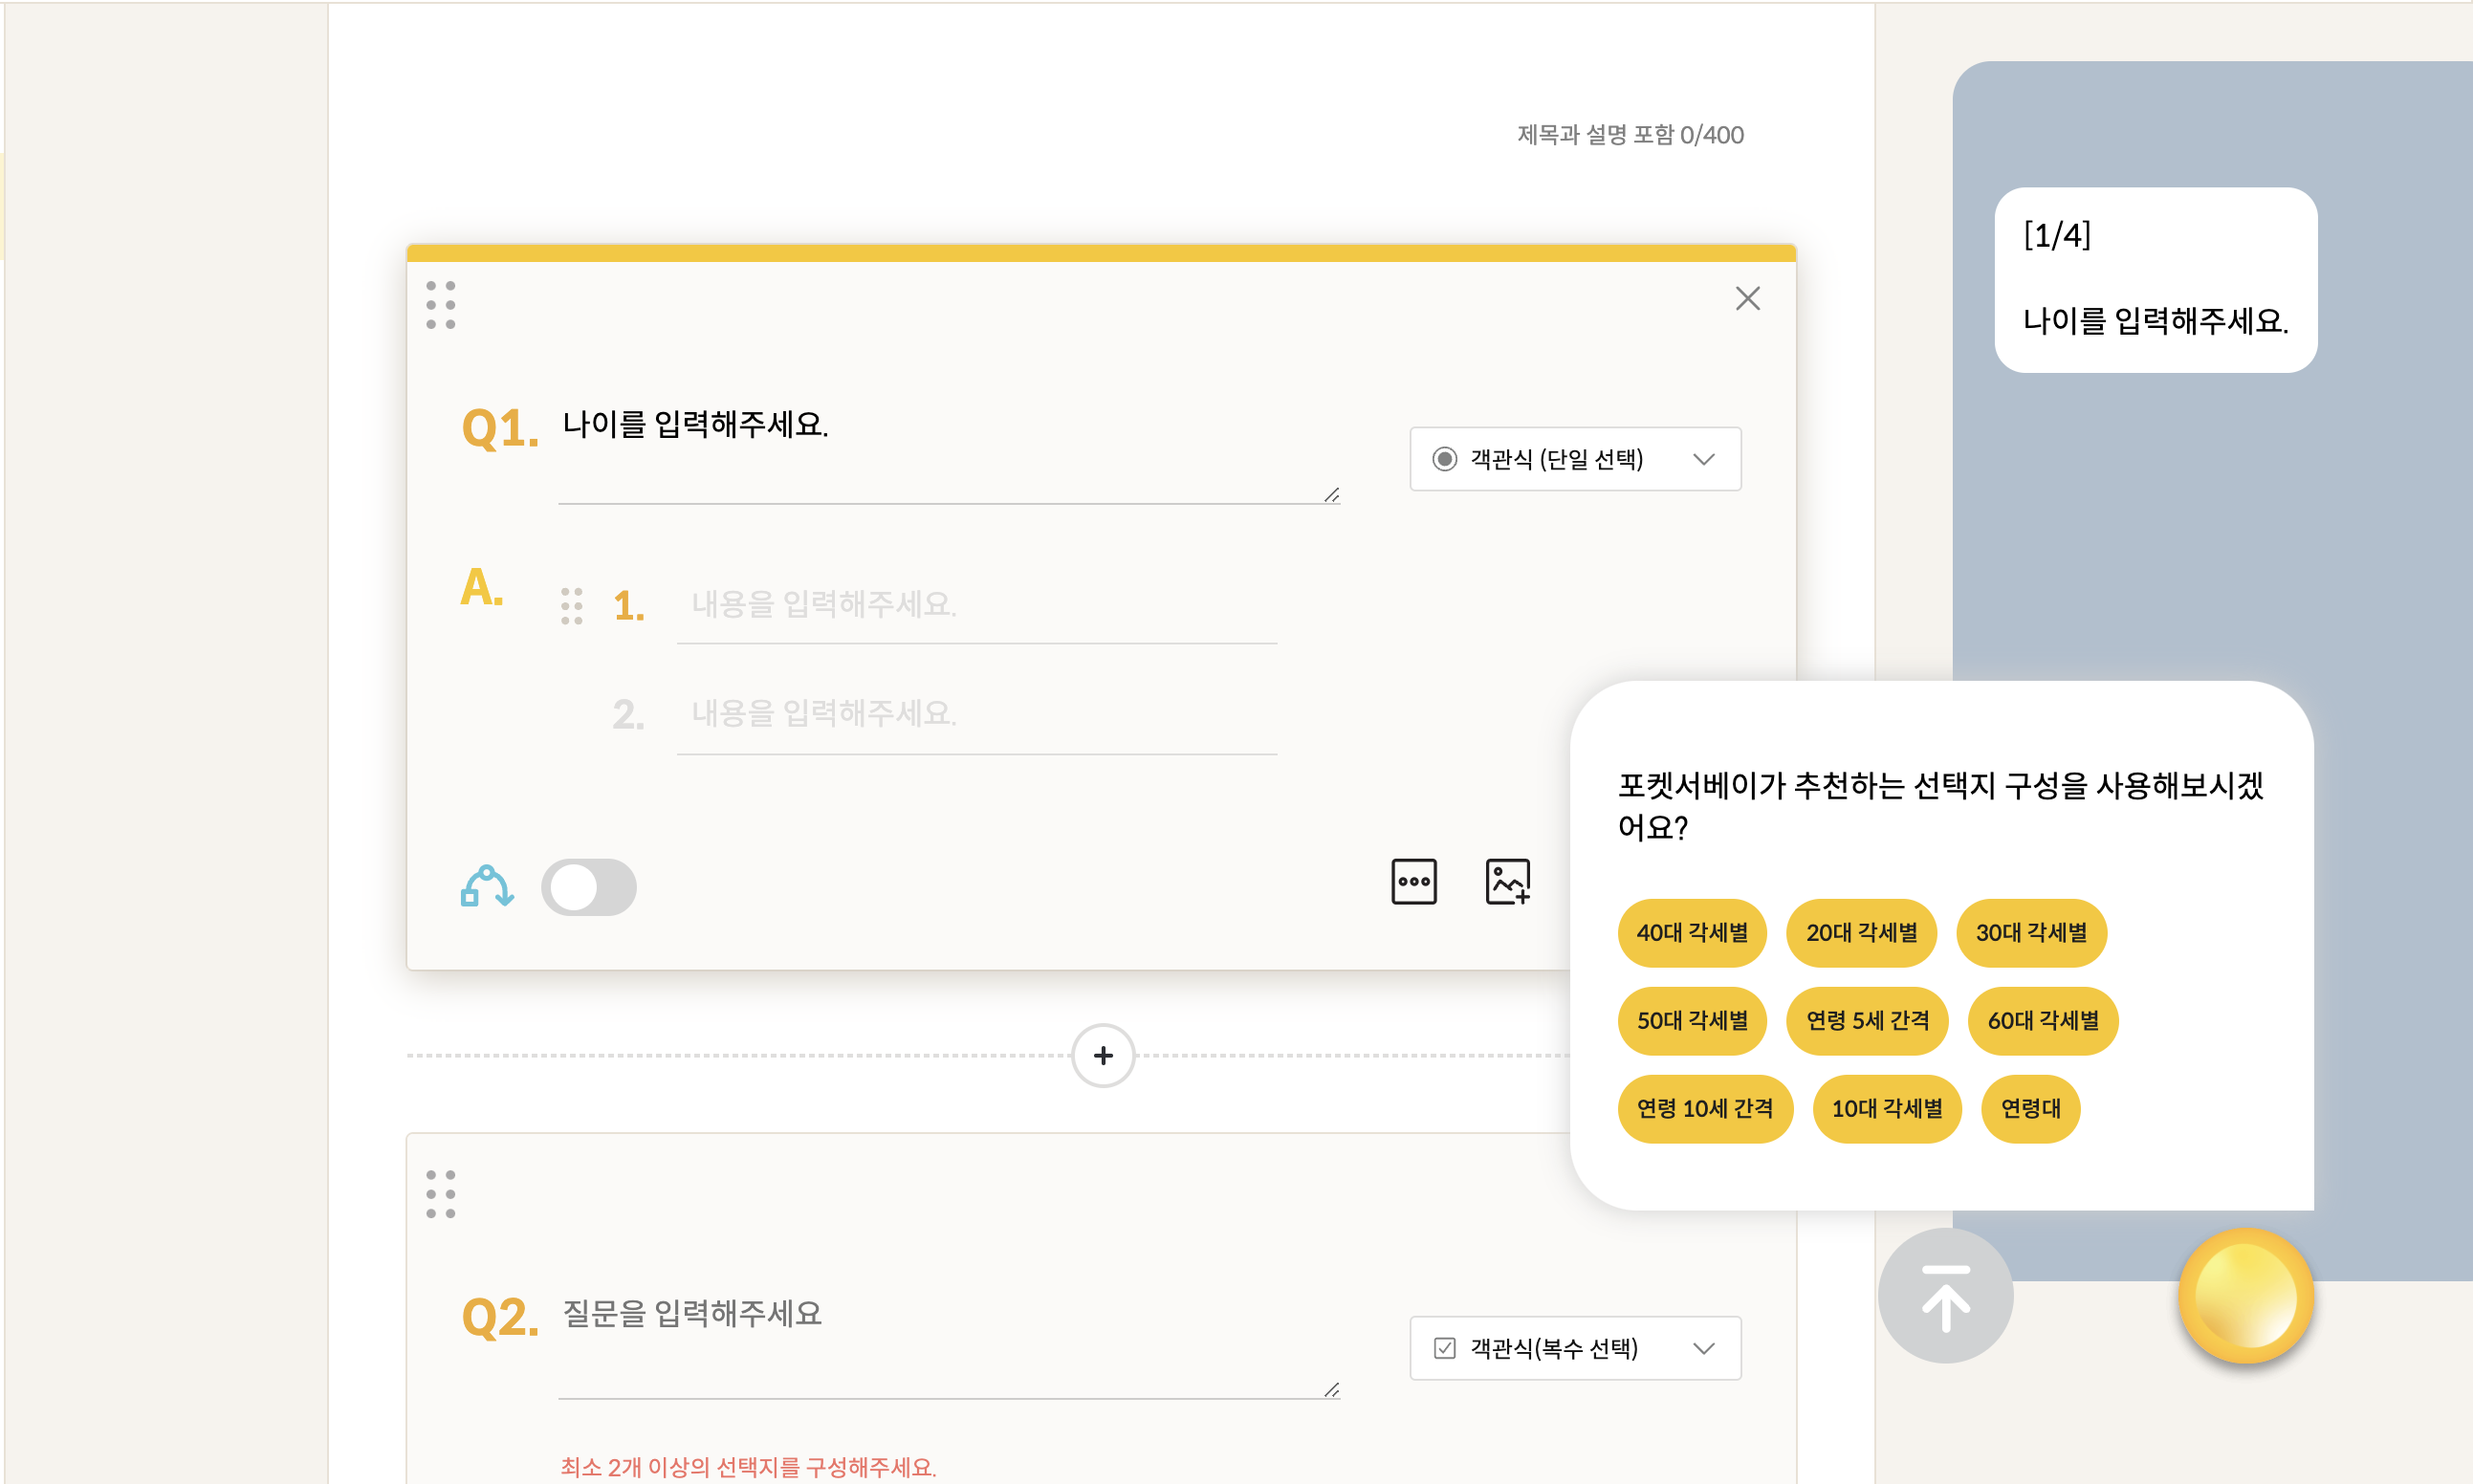 제목과 설명 포함 0/400
[1/4]
나이를 입력해주세요.
Q1. 나이를 입력해주세요.
객관식 (단일 선택)
A.
1. 내용을 입력해주세요.
2. 내용을 입력해주세요.
포켓서베이가 추천하는 선택지 구성을 사용해보시겠
어요?
40대 각세별 20대 각세별 30대 각세별
50대 각세별 연령 5세 간격 60대 각세별
연령 10세 간격 10대 각세별 연령대
Q2. 질문을 입력해주세요
객관식(복수 선택)
최소 2개 이상의 선택지를 구성해주세요.